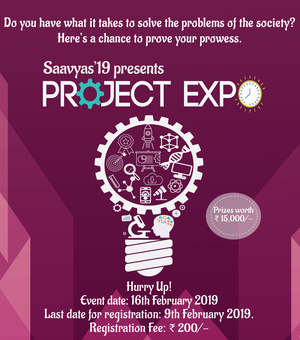 Do you have what it takes to solve the problems of the society?
Here's a chance to prove your prowess.
Saavyas'19 presents
PROJECT EXPO
Prizes worth
₹ 15,000/-
Hurry Up!
Event date: 16th February 2019
Last date for registration: 9th February 2019.
Registration Fee: ₹ 200/-